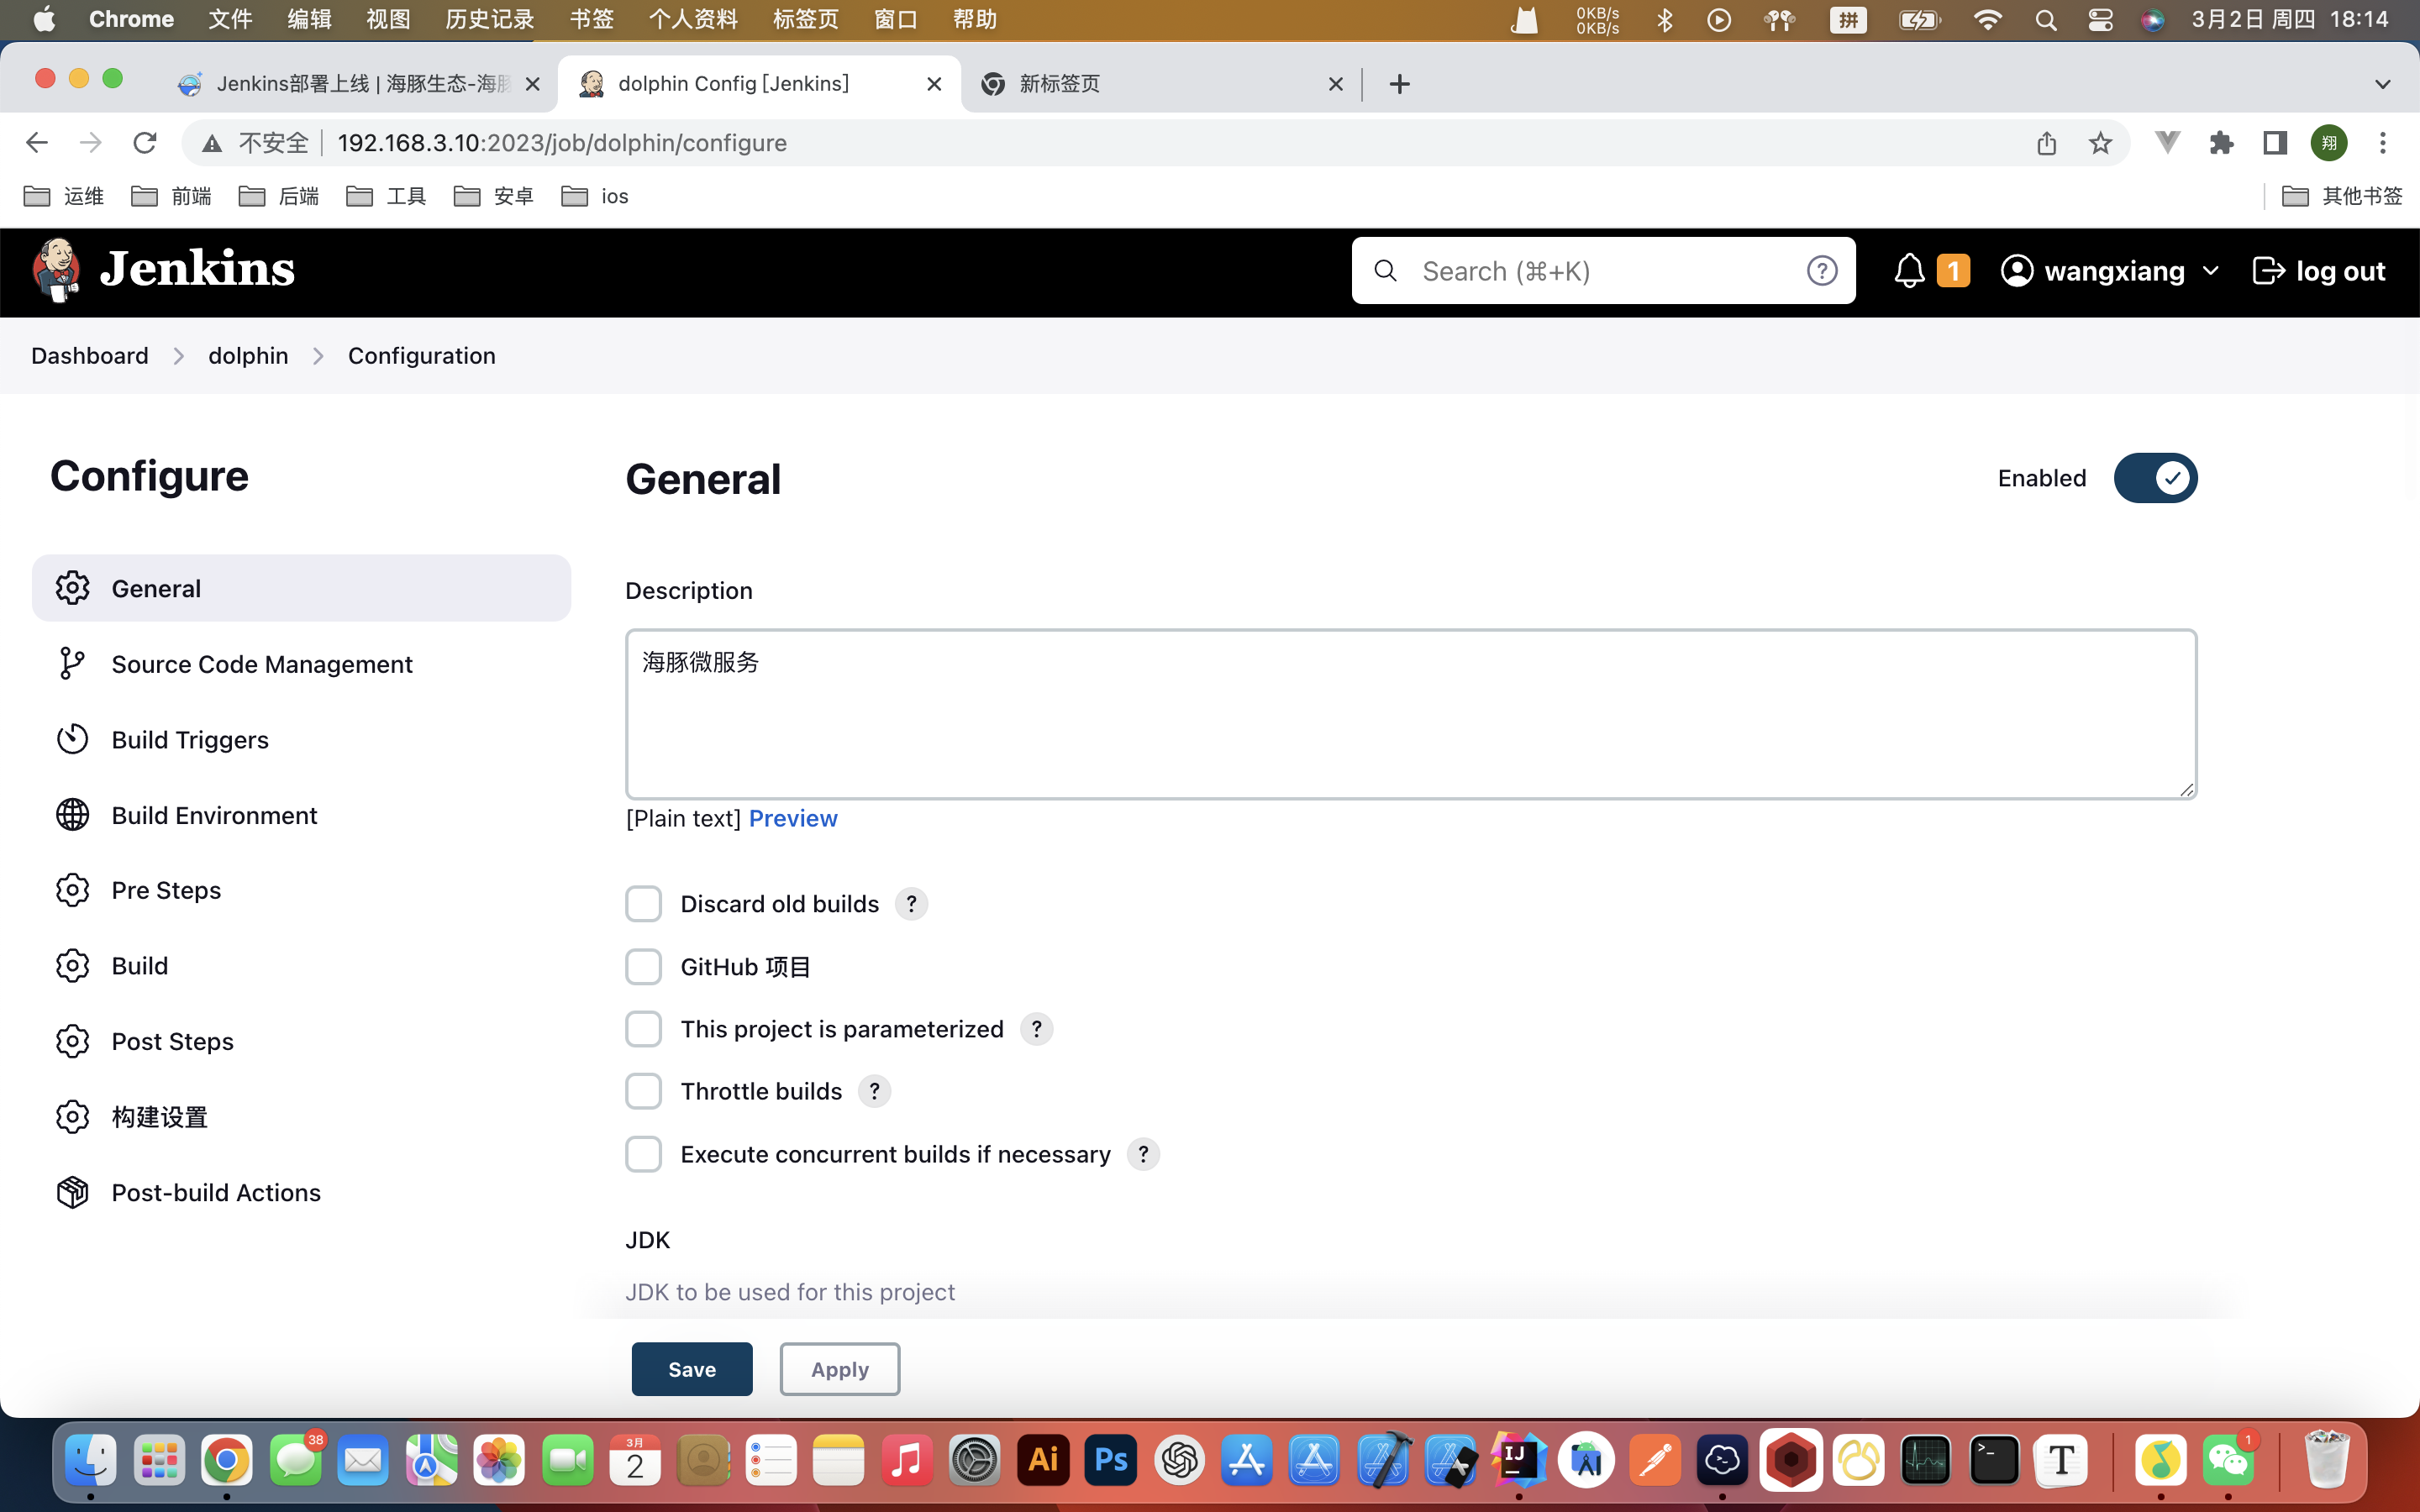 Chrome 文件 编辑 视图 历史记录 书签 个人资料 标签页 窗口 帮助
0KB/s
0KB/s
拼
3月2日 周四 18:14
Jenkins部署上线 | 海豚生态-海豚
dolphin Config [Jenkins]
新标签页
不安全
192.168.3.10:2023/job/dolphin/configure
翔
运维 前端 后端 工具 安卓 ios
其他书签
Jenkins
Search (⌘+K)
?
1
wangxiang
log out
Dashboard
dolphin
Configuration
Configure
General
Source Code Management
Build Triggers
Build Environment
Pre Steps
Build
Post Steps
构建设置
Post-build Actions
General
Enabled
Description
海豚微服务
[Plain text] Preview
Discard old builds ?
GitHub 项目
This project is parameterized ?
Throttle builds ?
Execute concurrent builds if necessary ?
JDK
JDK to be used for this project
Save
Apply
38
3月
2
Ai
Ps
IJ
>_
T
1